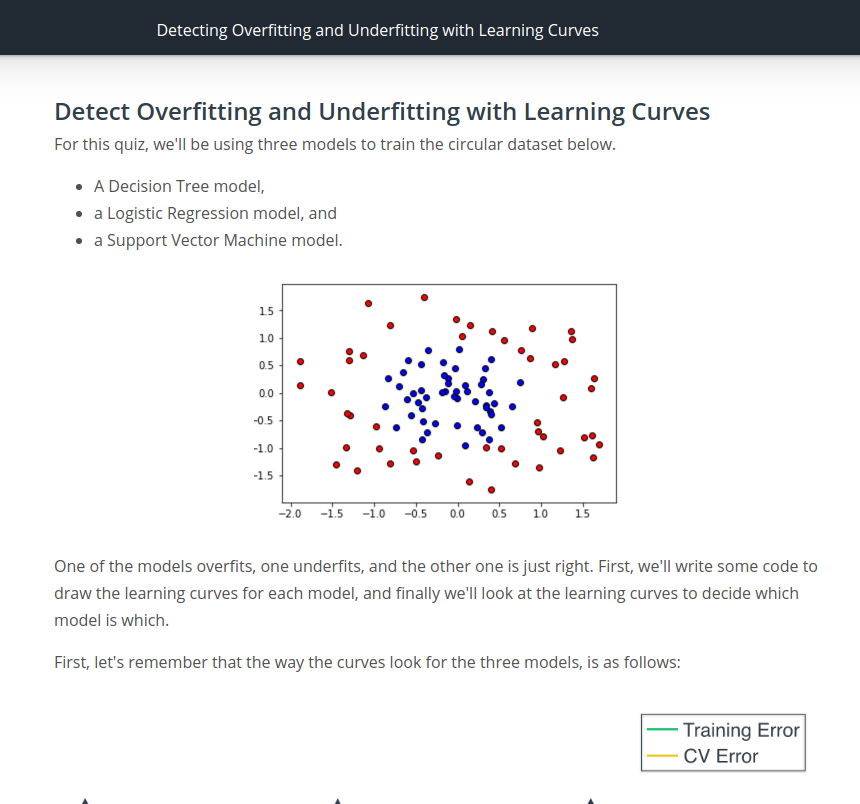 Detecting Overfitting and Underfitting with Learning Curves
Detect Overfitting and Underfitting with Learning Curves
For this quiz, we'll be using three models to train the circular dataset below.
• A Decision Tree model,
• a Logistic Regression model, and
• a Support Vector Machine model.
1.5
1.0
0.5
0.0
−0.5
−1.0
−1.5
−2.0 −1.5 −1.0 −0.5 0.0 0.5 1.0 1.5
One of the models overfits, one underfits, and the other one is just right. First, we'll write some code to
draw the learning curves for each model, and finally we'll look at the learning curves to decide which
model is which.
First, let's remember that the way the curves look for the three models, is as follows:
Training Error
CV Error